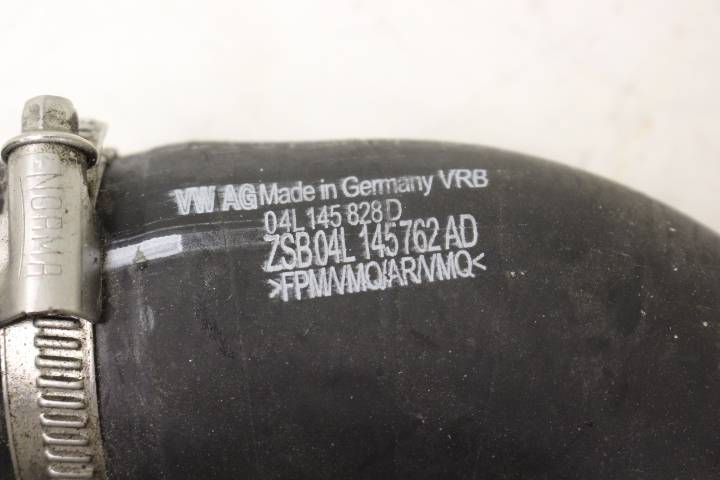 VW AG Made in Germany VRB
04L 145 828 D
ZSB 04L 145 762 AD
>FPM/VMQ/AR/VMQ<
NORMA